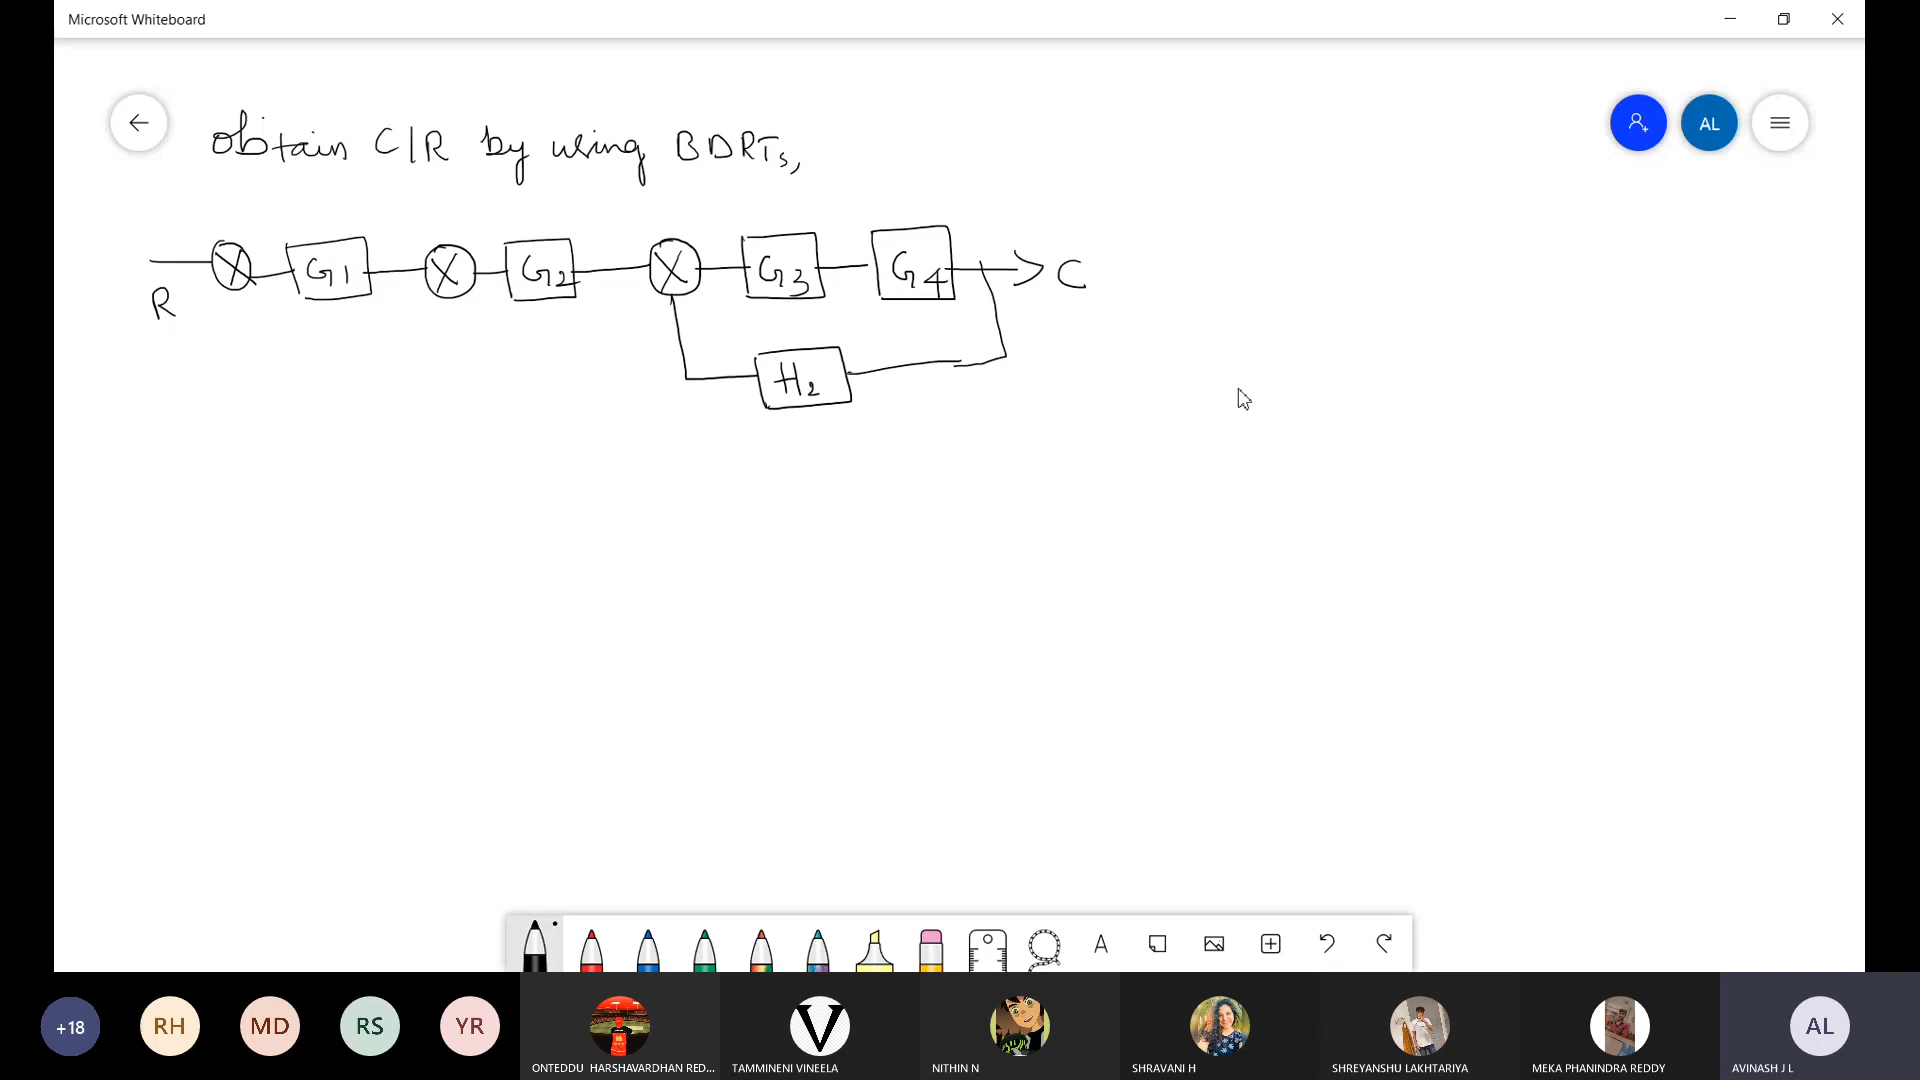 Microsoft Whiteboard
AL
Obtain C/R by using BDRTs,
R G1 G2 G3 G4 C
H2
A
+18 RH MD RS YR V AL
ONTEDDU HARSHAVARDHAN RED... TAMMINENI VINEELA NITHIN N SHRAVANI H SHREYANSHU LAKHTARIYA MEKA PHANINDRA REDDY AVINASH J L